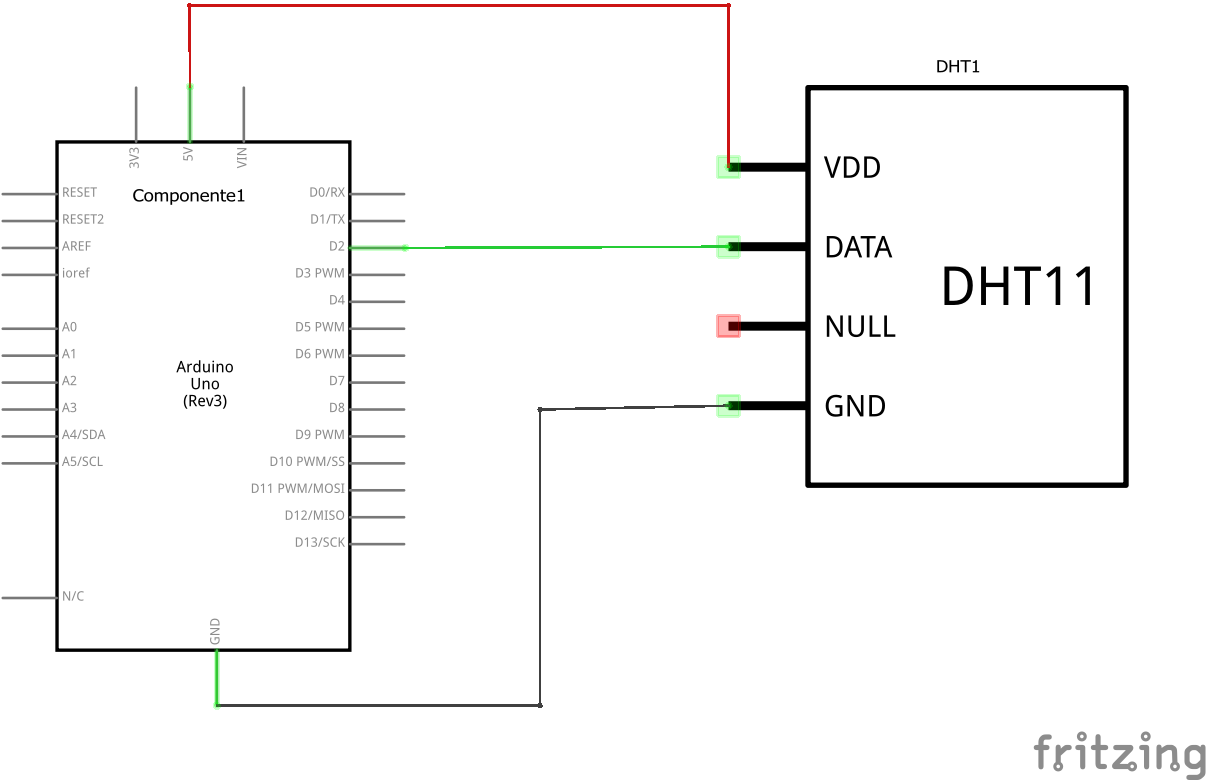 DHT1
3V3
5V
VIN
Componente1
RESET
RESET2
AREF
ioref
A0
A1
A2
A3
A4/SDA
A5/SCL
N/C
D0/RX
D1/TX
D2
D3 PWM
D4
D5 PWM
D6 PWM
D7
D8
D9 PWM
D10 PWM/SS
D11 PWM/MOSI
D12/MISO
D13/SCK
Arduino
Uno
(Rev3)
GND
VDD
DATA
NULL
GND
DHT11
fritzing